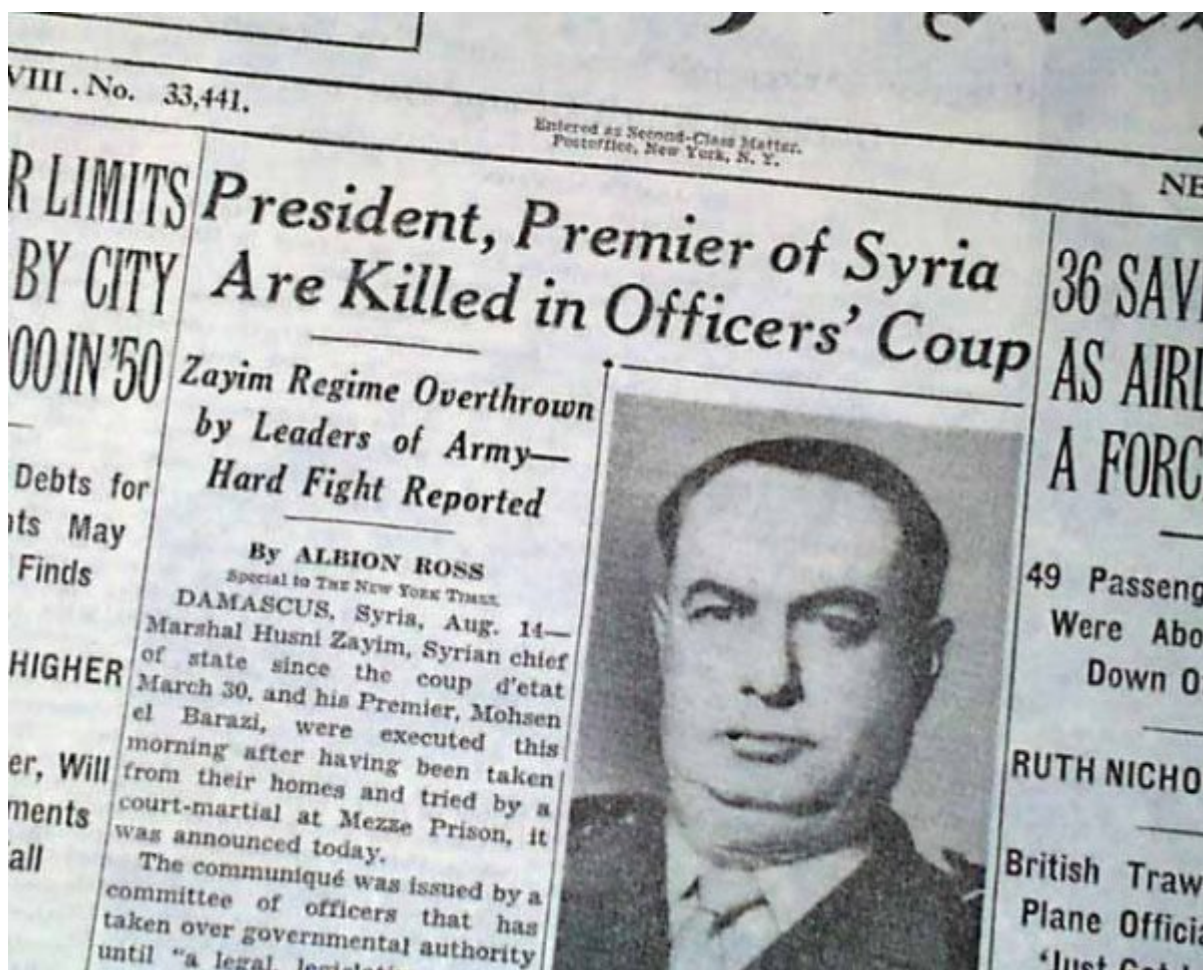 VIII. No. 33,441.
Entered as Second-Class Matter.
Postoffice, New York, N. Y.
NE
R LIMITS
BY CITY
00 IN '50
Debts for
nts May
Finds
HIGHER
er, Will
ments
all
President, Premier of Syria
Are Killed in Officers' Coup
Zayim Regime Overthrown
by Leaders of Army—
Hard Fight Reported
By ALBION ROSS
Special to THE NEW YORK TIMES.
DAMASCUS, Syria, Aug. 14—
Marshal Husni Zayim, Syrian chief
of state since the coup d'etat
March 30, and his Premier, Mohsen
el Barazi, were executed this
morning after having been taken
from their homes and tried by a
court-martial at Mezze Prison, it
was announced today.
The communiqué was issued by a
committee of officers that has
taken over governmental authority
until "a legal,
36 SAV
AS AIRL
A FORC
49 Passeng
Were Abo
Down O
RUTH NICHO
British Traw
Plane Officia